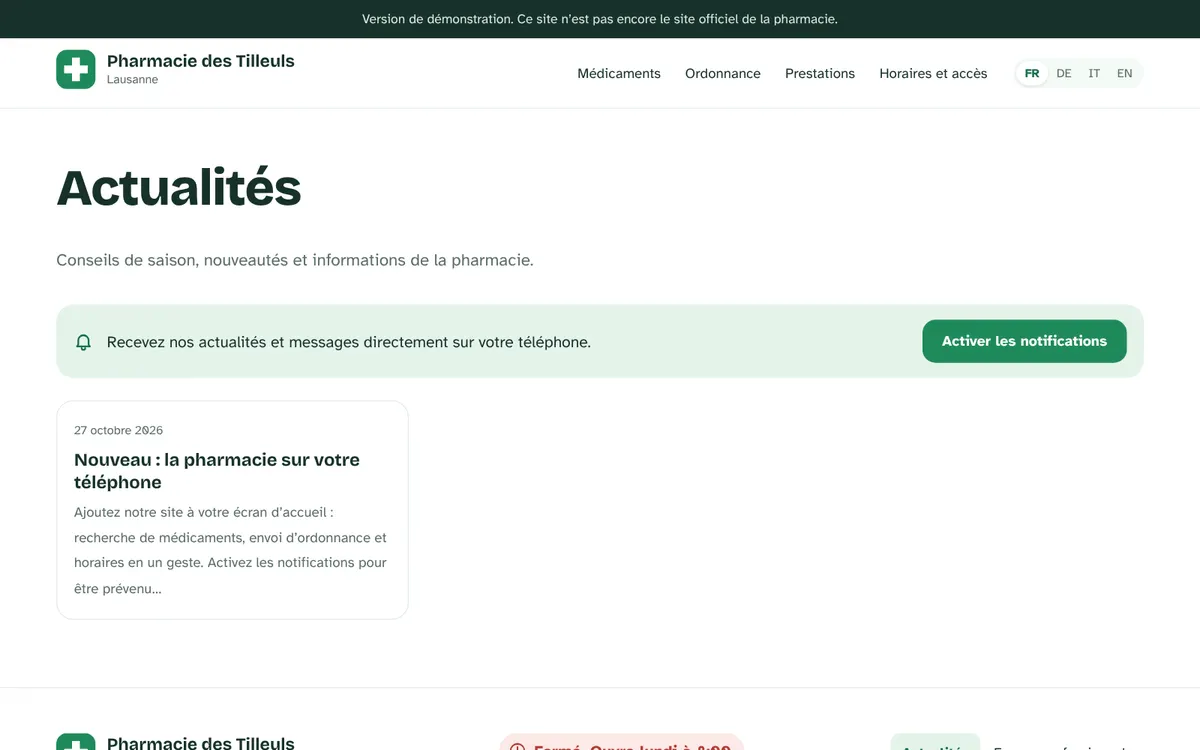 Version de démonstration. Ce site n'est pas encore le site officiel de la pharmacie.
Pharmacie des Tilleuls
Lausanne
Médicaments
Ordonnance
Prestations
Horaires et accès
FR
DE
IT
EN
Actualités
Conseils de saison, nouveautés et informations de la pharmacie.
Recevez nos actualités et messages directement sur votre téléphone.
Activer les notifications
27 octobre 2026
Nouveau : la pharmacie sur votre
téléphone
Ajoutez notre site à votre écran d'accueil :
recherche de médicaments, envoi d'ordonnance et
horaires en un geste. Activez les notifications pour
être prévenu…
Pharmacie des Tilleuls